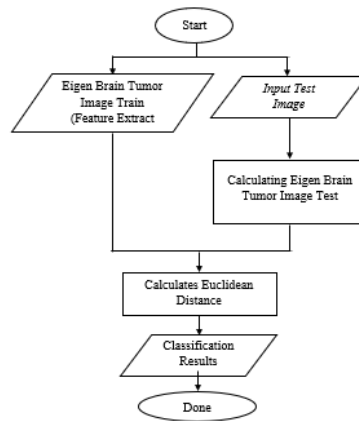 Start
Eigen Brain Tumor
Image Train
(Feature Extract
Input Test
Image
Calculating Eigen Brain
Tumor Image Test
Calculates Euclidean
Distance
Classification
Results
Done